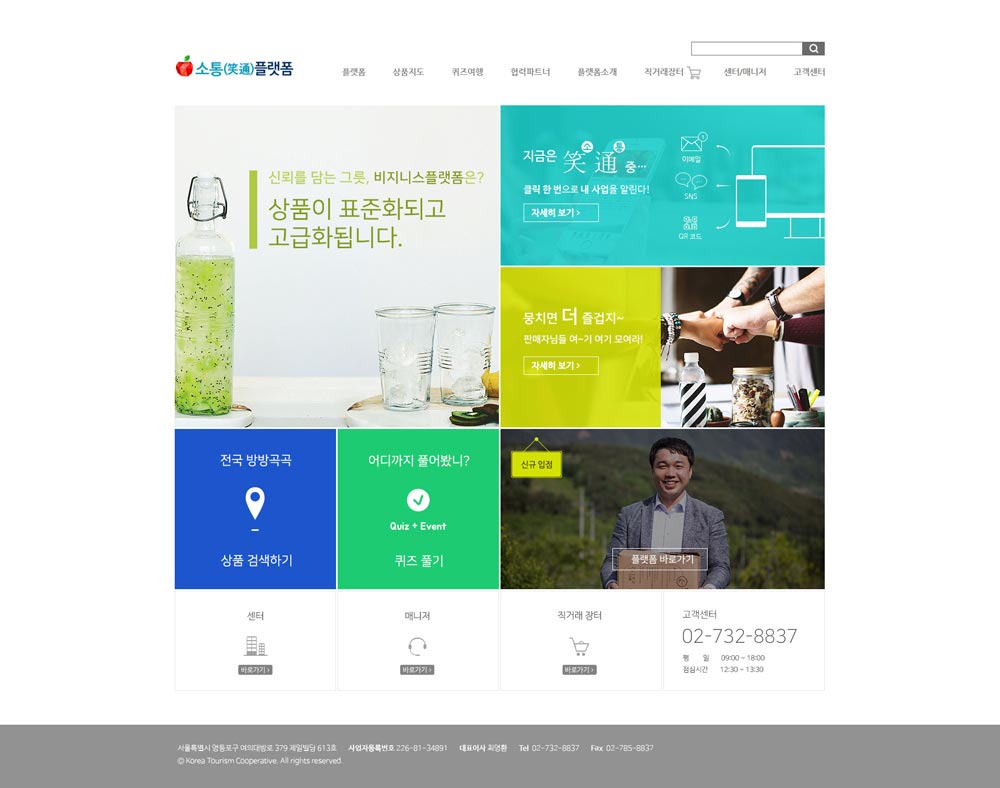 소통(笑通)플랫폼
플랫폼
상품지도
퀴즈여행
협력파트너
플랫폼소개
직거래장터
센터/매니저
고객센터
신뢰를 담는 그릇, 비지니스플랫폼은?
상품이 표준화되고
고급화됩니다.
소 통
지금은 笑 通 중…
클릭 한 번으로 내 사업을 알린다!
자세히 보기 >
1
이메일
SNS
QR 코드
뭉치면 더 즐겁지~
판매자님들 여~기 여기 모여라!
자세히 보기 >
전국 방방곡곡
상품 검색하기
어디까지 풀어봤니?
Quiz + Event
퀴즈 풀기
신규 입점
플랫폼 바로가기
센터
바로가기 >
매니저
바로가기 >
직거래 장터
바로가기 >
고객센터
02-732-8837
평 일 09:00 ~ 18:00
점심시간 12:30 ~ 13:30
서울특별시 영등포구 여의대방로 379 제일빌딩 613호 사업자등록번호 226-81-34891 대표이사 최영환 Tel 02-732-8837 Fax 02-785-8837
© Korea Tourism Cooperative. All rights reserved.